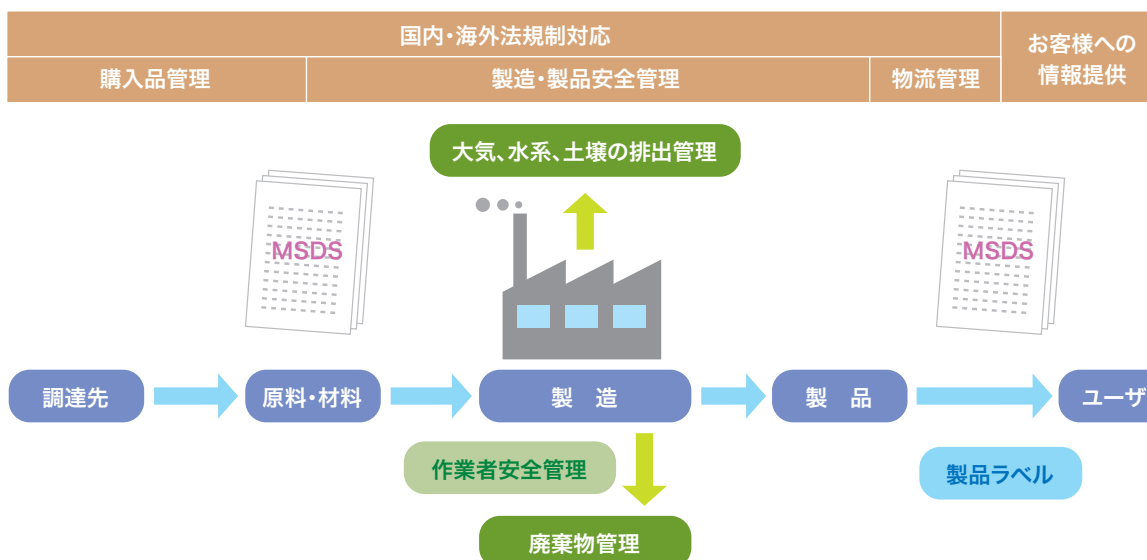 国内・海外法規制対応
お客様への
情報提供
購入品管理
製造・製品安全管理
物流管理
大気、水系、土壌の排出管理
MSDS
MSDS
調達先
原料・材料
製　造
製　品
ユーザ
作業者安全管理
製品ラベル
廃棄物管理